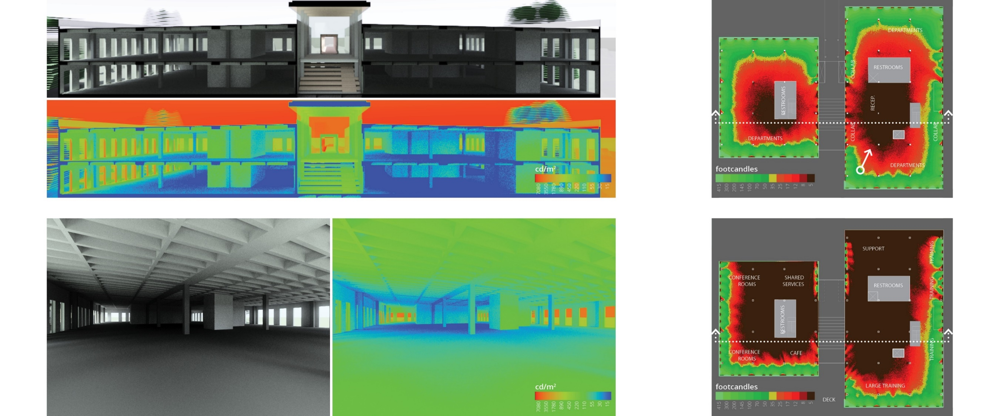 cd/m²
7080 3550 1780 890 450 220 110 55 30 15
DEPARTMENTS
COLLAB
RESTROOMS
RESTROOMS
RECEP.
COLLAB
COLLAB
DEPARTMENTS
DEPARTMENTS
footcandles
415 300 200 145 100 70 50 35 25 17 12 8 5
cd/m²
7080 3550 1780 890 450 220 110 55 30 15
SUPPORT
TRAINING
CONFERENCE
ROOMS
SHARED
SERVICES
RESTROOMS
TRAINING
RESTROOMS
TRAINING
CONFERENCE
ROOMS
CAFE
LARGE TRAINING
footcandles
415 300 200 145 100 70 50 35 25 17 12 8 5
DECK